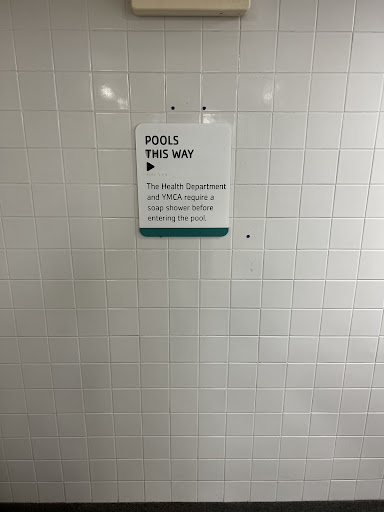 POOLS
THIS WAY
The Health Department
and YMCA require a
soap shower before
entering the pool.